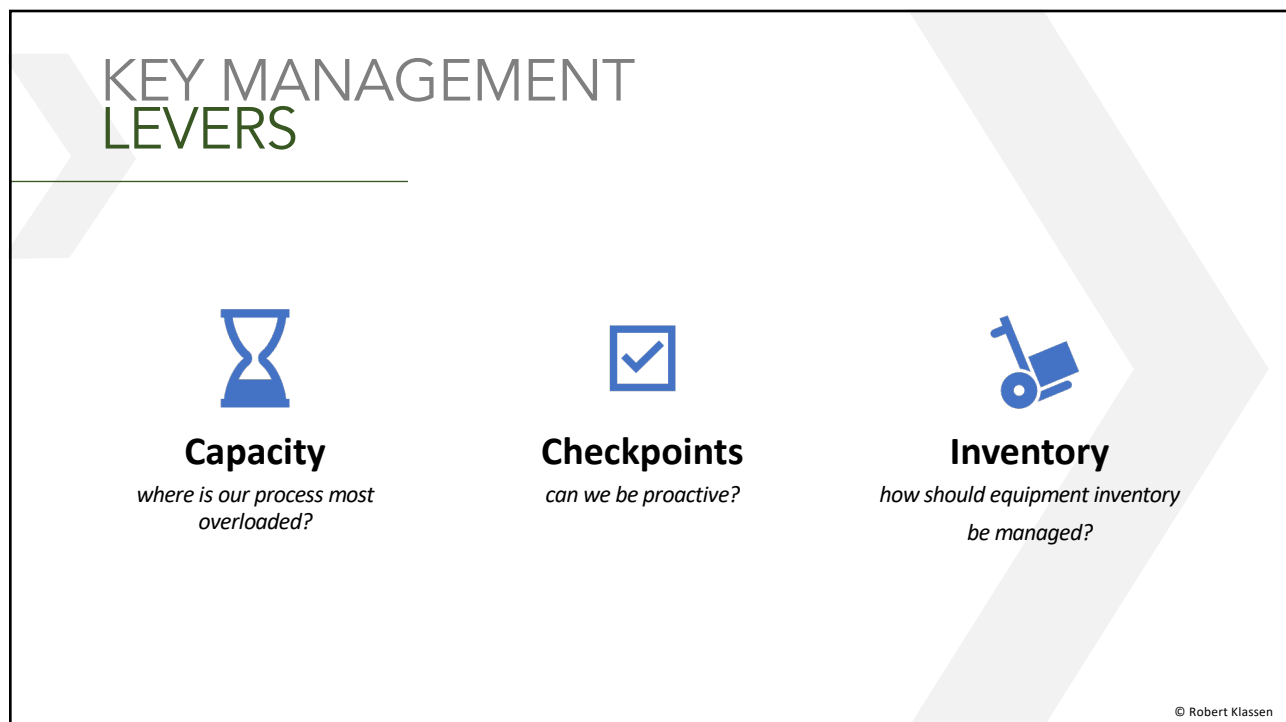 KEY MANAGEMENT
LEVERS
Capacity
where is our process most
overloaded?
Checkpoints
can we be proactive?
Inventory
how should equipment inventory
be managed?
© Robert Klassen